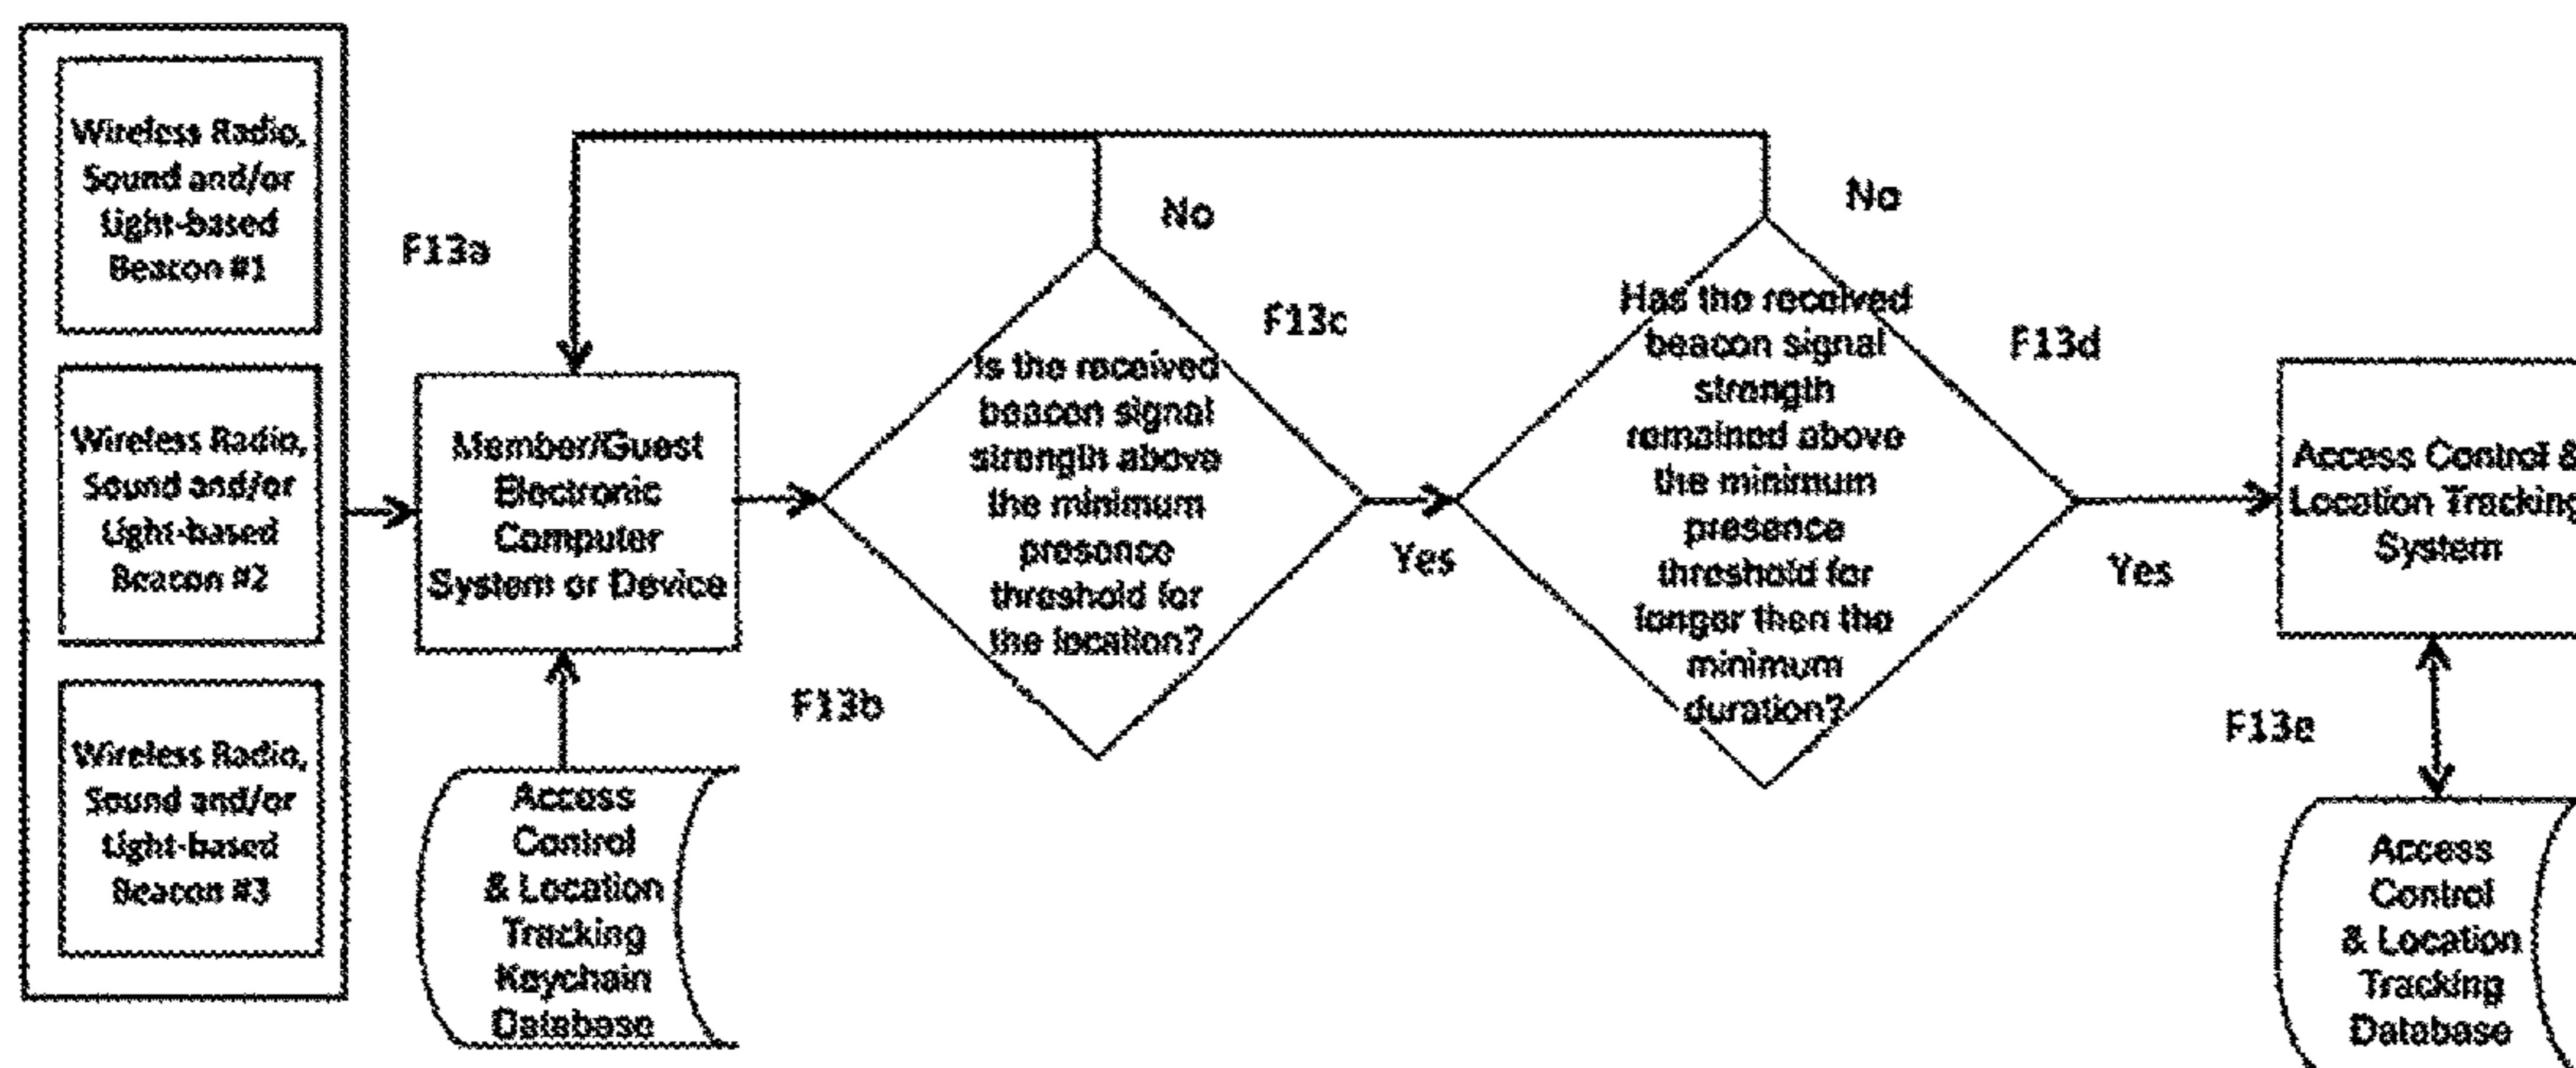 Wireless Radio,
Sound and/or
Light-based
Beacon #1
Wireless Radio,
Sound and/or
Light-based
Beacon #2
Wireless Radio,
Sound and/or
Light-based
Beacon #3
F13a
Member/Guest
Electronic
Computer
System or Device
F13b
Access
Control
& Location
Tracking
Keychain
Database
No
F13c
Is the received
beacon signal
strength above
the minimum
presence
threshold for
the location?
Yes
No
F13d
Has the received
beacon signal
strength
remained above
the minimum
presence
threshold for
longer then the
minimum
duration?
Yes
Access Control &
Location Tracking
System
F13e
Access
Control
& Location
Tracking
Database